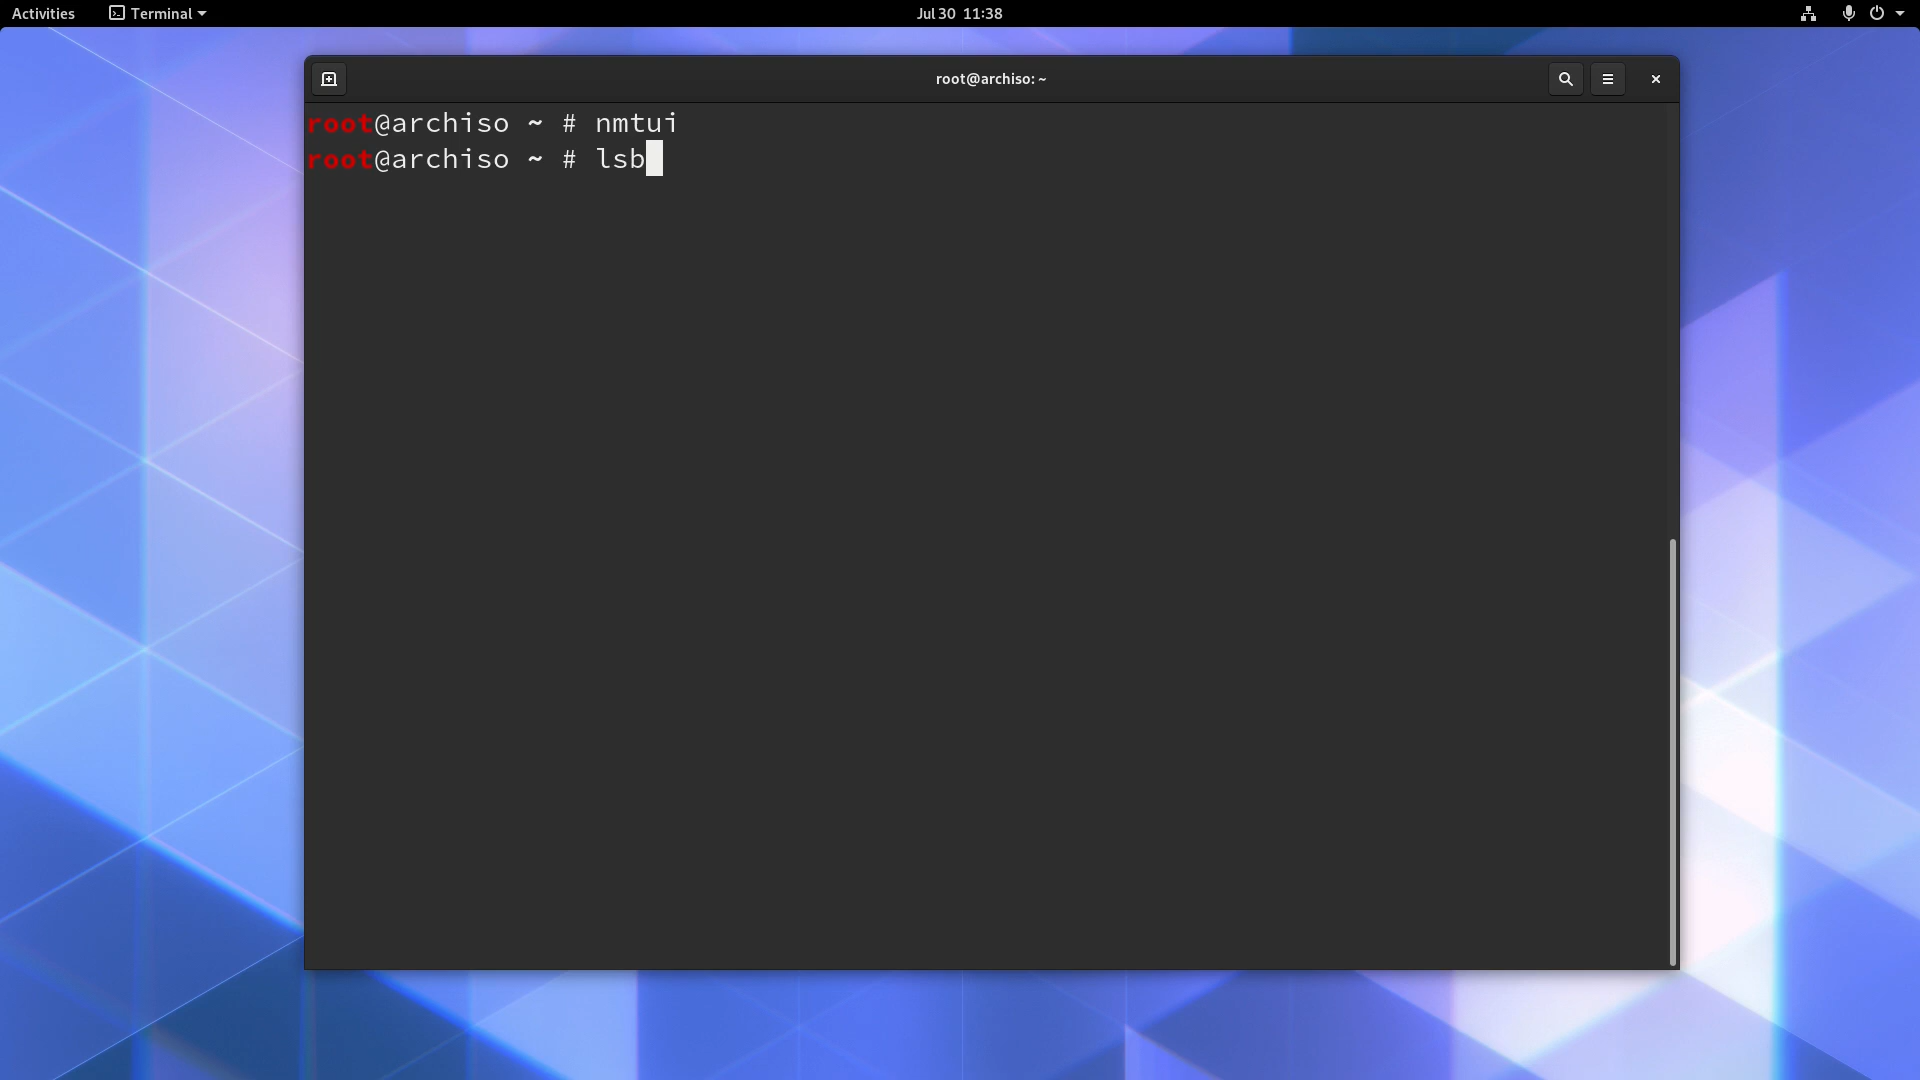 Activities Terminal Jul 30 11:38
root@archiso: ~
root@archiso ~ # nmtui
root@archiso ~ # lsb